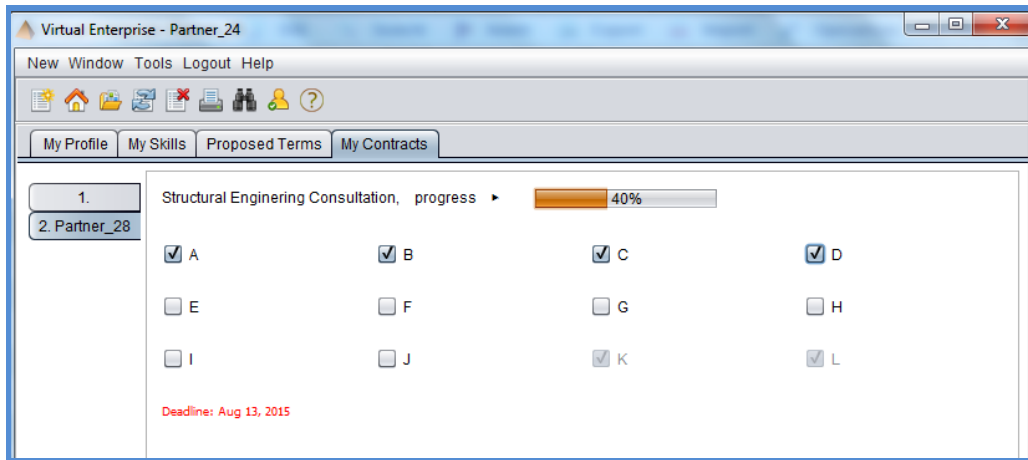 Virtual Enterprise - Partner_24
New Window Tools Logout Help
My Profile My Skills Proposed Terms My Contracts
1.
Structural Enginering Consultation, progress ► 40%
2. Partner_28
A B C D
E F G H
I J K L
Deadline: Aug 13, 2015